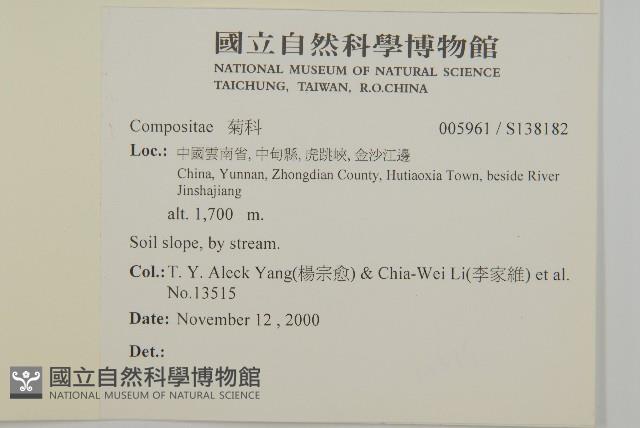 國立自然科學博物館
NATIONAL MUSEUM OF NATURAL SCIENCE
TAICHUNG, TAIWAN, R.O.CHINA
Compositae 菊科 005961 / S138182
Loc.: 中國雲南省, 中甸縣, 虎跳峽, 金沙江邊
China, Yunnan, Zhongdian County, Hutiaoxia Town, beside River
Jinshajiang
alt. 1,700 m.
Soil slope, by stream.
Col.: T. Y. Aleck Yang(楊宗愈) & Chia-Wei Li(李家維) et al.
No.13515
Date: November 12 , 2000
Det.:
國立自然科學博物館
NATIONAL MUSEUM OF NATURAL SCIENCE